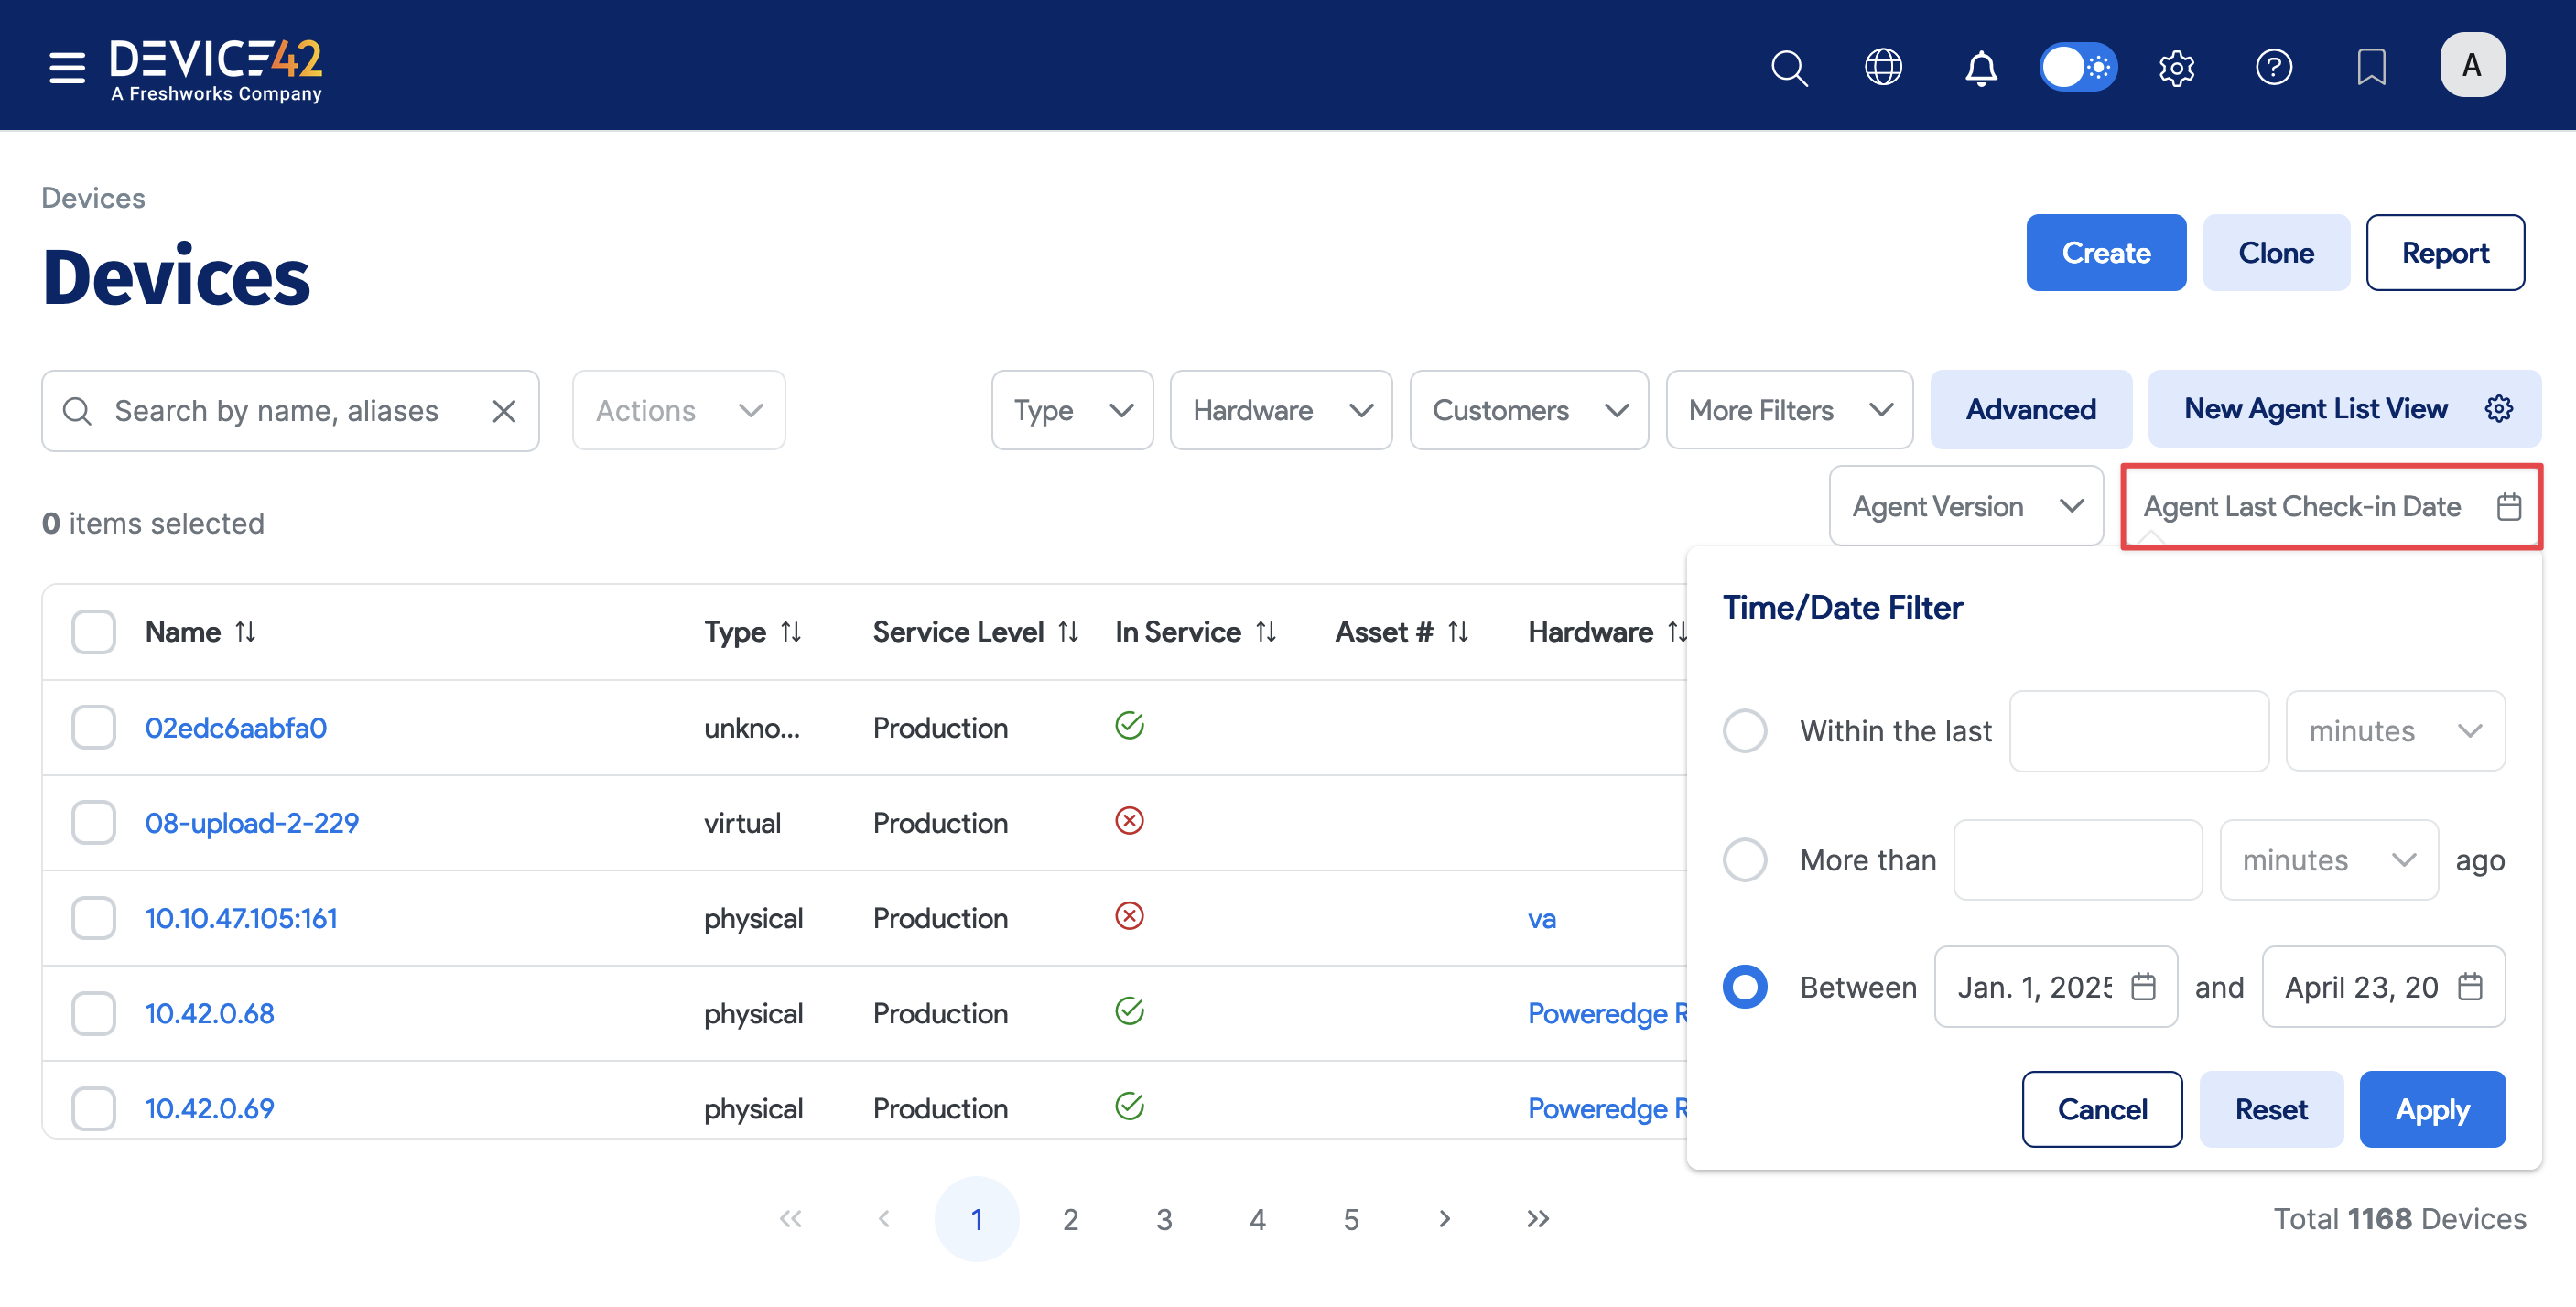 DEVICE42
A Freshworks Company
A
Devices
Devices
Create
Clone
Report
Search by name, aliases
Actions
Type
Hardware
Customers
More Filters
Advanced
New Agent List View
Agent Version
Agent Last Check-in Date
0 items selected
Name Type Service Level In Service Asset # Hardware
02edc6aabfa0 unkno... Production
08-upload-2-229 virtual Production
10.10.47.105:161 physical Production va
10.42.0.68 physical Production Poweredge R
10.42.0.69 physical Production Poweredge R
Time/Date Filter
Within the last minutes
More than minutes ago
Between Jan. 1, 2025 and April 23, 20
Cancel
Reset
Apply
1 2 3 4 5
Total 1168 Devices